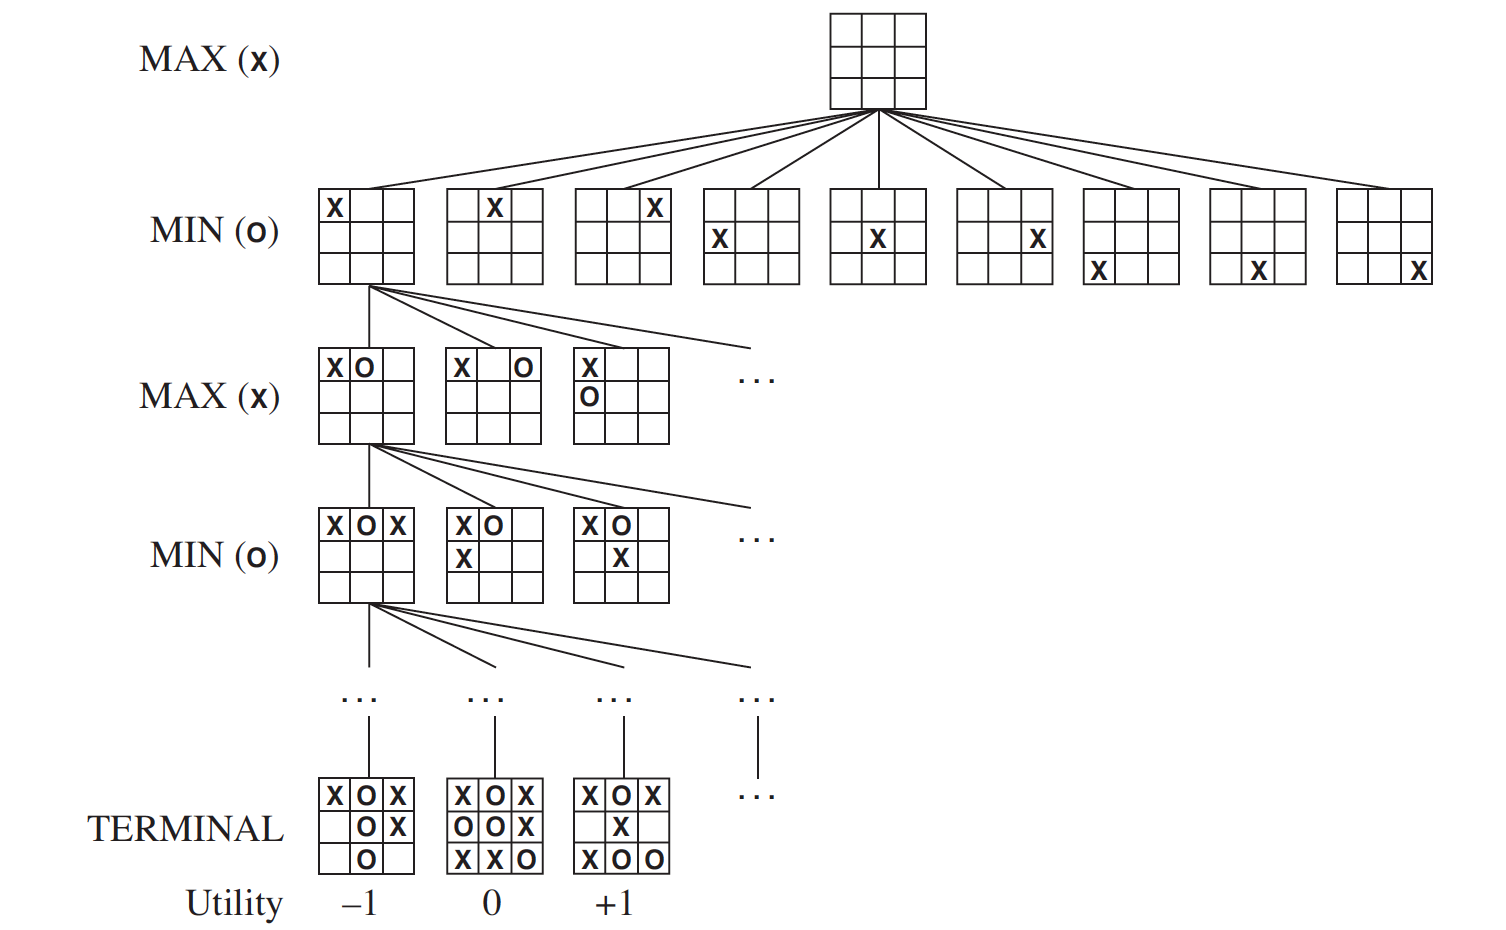 MAX (X)
MIN (O)
X X X X X X X X X
MAX (X)
X O X O X
O
...
MIN (O)
X O X X O X O
X X
...
... ... ... ...
TERMINAL
X O X X O X X O X
O X O O X X
O X X O X O O
...
Utility –1 0 +1